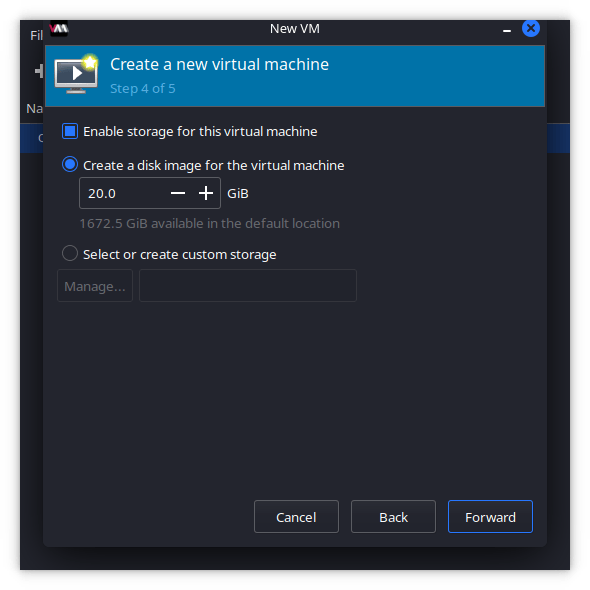 New VM
Fil
Create a new virtual machine
Step 4 of 5
Na
Enable storage for this virtual machine
Create a disk image for the virtual machine
20.0 GiB
1672.5 GiB available in the default location
Select or create custom storage
Manage...
Cancel Back Forward